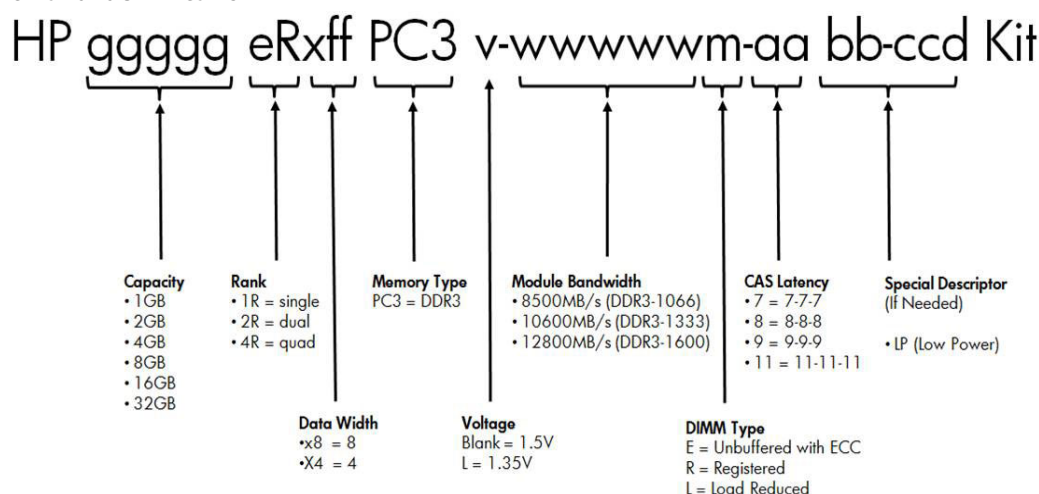 HP ggggg eRxff PC3 v-wwwwwm-aa bb-ccd Kit
Capacity
• 1GB
• 2GB
• 4GB
• 8GB
• 16GB
• 32GB
Rank
• 1R = single
• 2R = dual
• 4R = quad
Memory Type
PC3 = DDR3
Module Bandwidth
• 8500MB/s (DDR3-1066)
• 10600MB/s (DDR3-1333)
• 12800MB/s (DDR3-1600)
CAS Latency
• 7 = 7-7-7
• 8 = 8-8-8
• 9 = 9-9-9
• 11 = 11-11-11
Special Descriptor
(If Needed)
• LP (Low Power)
Data Width
•x8 = 8
•X4 = 4
Voltage
Blank = 1.5V
L = 1.35V
DIMM Type
E = Unbuffered with ECC
R = Registered
L = Load Reduced